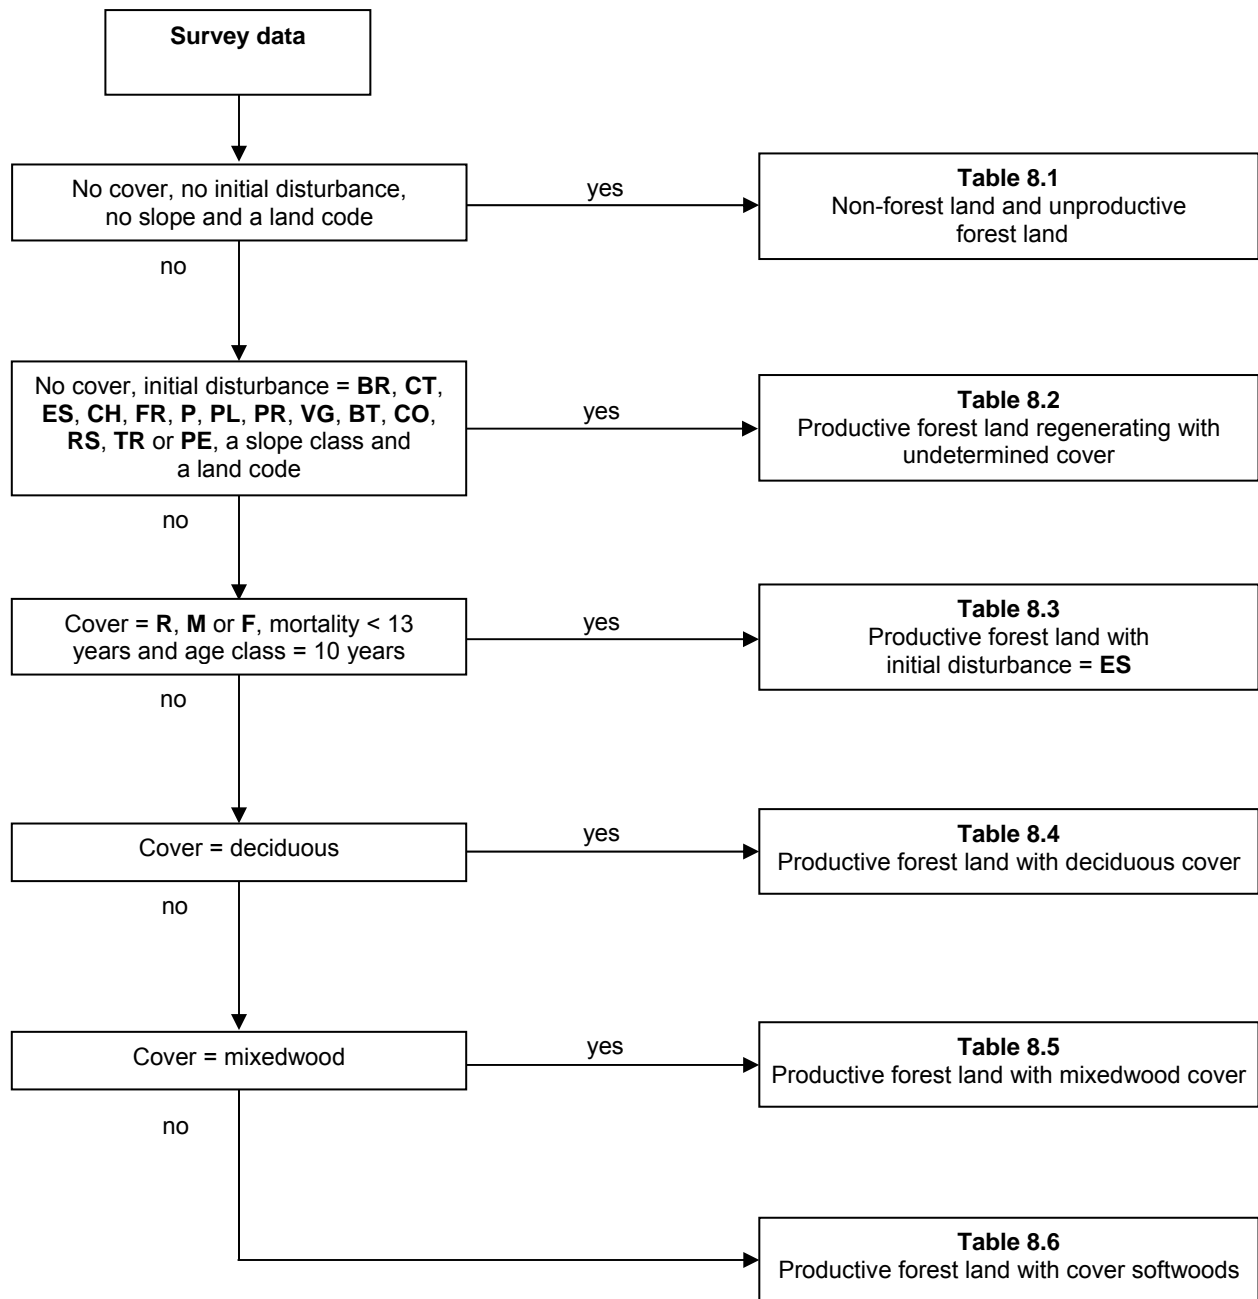 Survey data
No cover, no initial disturbance,
no slope and a land code
yes
Table 8.1
Non-forest land and unproductive
forest land
no
No cover, initial disturbance = BR, CT,
ES, CH, FR, P, PL, PR, VG, BT, CO,
RS, TR or PE, a slope class and
a land code
yes
Table 8.2
Productive forest land regenerating with
undetermined cover
no
Cover = R, M or F, mortality < 13
years and age class = 10 years
yes
Table 8.3
Productive forest land with
initial disturbance = ES
no
Cover = deciduous
yes
Table 8.4
Productive forest land with deciduous cover
no
Cover = mixedwood
yes
Table 8.5
Productive forest land with mixedwood cover
no
Table 8.6
Productive forest land with cover softwoods